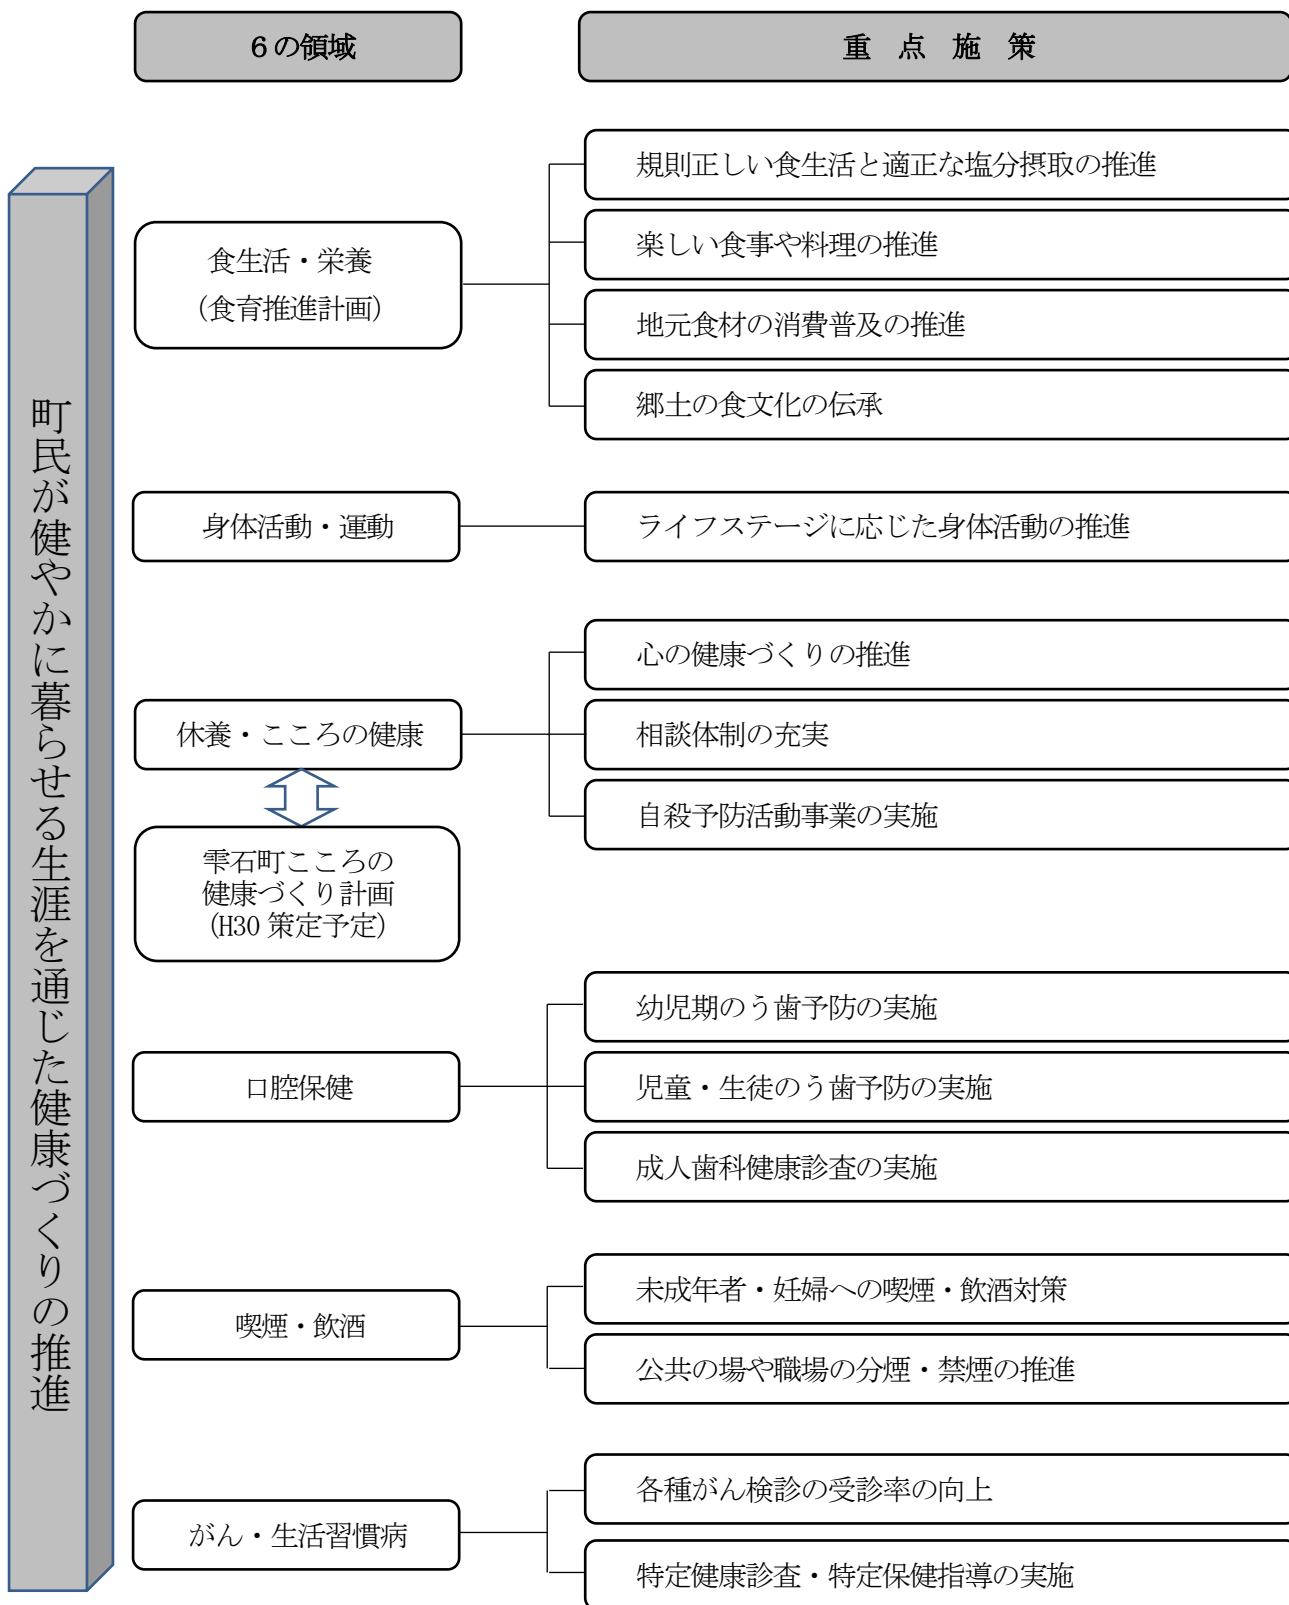 6の領域
重点施策
町民が健やかに暮らせる生涯を通じた健康づくりの推進
食生活・栄養
(食育推進計画)
規則正しい食生活と適正な塩分摂取の推進
楽しい食事や料理の推進
地元食材の消費普及の推進
郷土の食文化の伝承
身体活動・運動
ライフステージに応じた身体活動の推進
休養・こころの健康
心の健康づくりの推進
相談体制の充実
自殺予防活動事業の実施
雫石町こころの
健康づくり計画
(H30 策定予定)
口腔保健
幼児期のう歯予防の実施
児童・生徒のう歯予防の実施
成人歯科健康診査の実施
喫煙・飲酒
未成年者・妊婦への喫煙・飲酒対策
公共の場や職場の分煙・禁煙の推進
がん・生活習慣病
各種がん検診の受診率の向上
特定健康診査・特定保健指導の実施